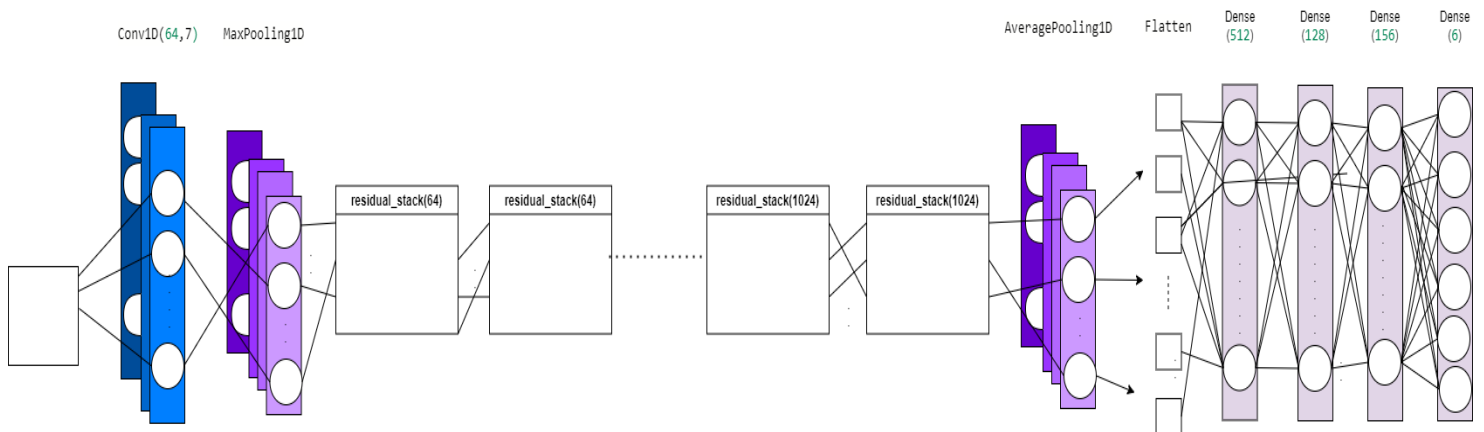 Conv1D(64,7)
MaxPooling1D
AveragePooling1D
Flatten
Dense
(512)
Dense
(128)
Dense
(156)
Dense
(6)
residual_stack(64)
residual_stack(64)
residual_stack(1024)
residual_stack(1024)